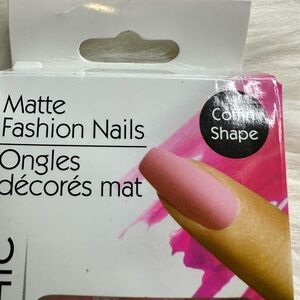 Matte
Fashion Nails
Ongles
décorés mat
Coffin
Shape